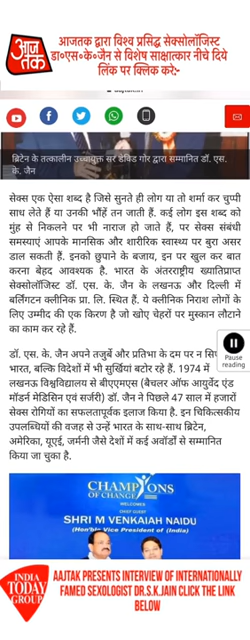 आज तक
आजतक द्वारा विश्व प्रसिद्ध सेक्सोलॉजिस्ट
डा०एस०के०जैन से विशेष साक्षात्कार नीचे दिये
लिंक पर क्लिक करे:-
ब्रिटेन के तत्कालीन उच्चायुक्त सर डेविड गोर द्वारा सम्मानित डॉ. एस.
के. जैन
सेक्स एक ऐसा शब्द है जिसे सुनते ही लोग या तो शर्मा कर चुप्पी
साध लेते हैं या उनकी भौंहें तन जाती हैं. कई लोग इस शब्द को
मुंह से निकलने पर भी नाराज हो जाते हैं, पर सेक्स संबंधी
समस्याएं आपके मानसिक और शारीरिक स्वास्थ्य पर बुरा असर
डाल सकती हैं. इनको छुपाने के बजाय, इन पर खुल कर बात
करना बेहद आवश्यक है. भारत के अंतरराष्ट्रीय ख्यातिप्राप्त
सेक्सोलॉजिस्ट डॉ. एस. के. जैन के लखनऊ और दिल्ली में
बर्लिंगटन क्लीनिक प्रा. लि. स्थित हैं. ये क्लीनिक निराश लोगों के
लिए उम्मीद की एक किरण है जो खोए चेहरों पर मुस्कान लौटाने
का काम कर रहे हैं.
डॉ. एस. के. जैन अपने तजुर्बे और प्रतिभा के दम पर न सि
भारत, बल्कि विदेशों में भी सुर्खियां बटोर रहे हैं. 1974 में
लखनऊ विश्वविद्यालय से बीएएमएस (बैचलर ऑफ आयुर्वेद एंड
मॉडर्न मेडिसिन एवं सर्जरी) डॉ. जैन ने पिछले 47 साल में हजारों
सेक्स रोगियों का सफलतापूर्वक इलाज किया है. इन चिकित्सकीय
उपलब्धियों की वजह से उन्हें भारत के साथ-साथ ब्रिटेन,
अमेरिका, यूएई, जर्मनी जैसे देशों में कई अवॉर्डों से सम्मानित
किया जा चुका है.
Pause
reading
CHAMPIONS
OF CHANGE
WELCOMES
CHIEF GUEST
SHRI M VENKAIAH NAIDU
(Hon'ble Vice President of India)
INDIA
TODAY
GROUP
AAJTAK PRESENTS INTERVIEW OF INTERNATIONALLY
FAMED SEXOLOGIST DR.S.K.JAIN CLICK THE LINK
BELOW